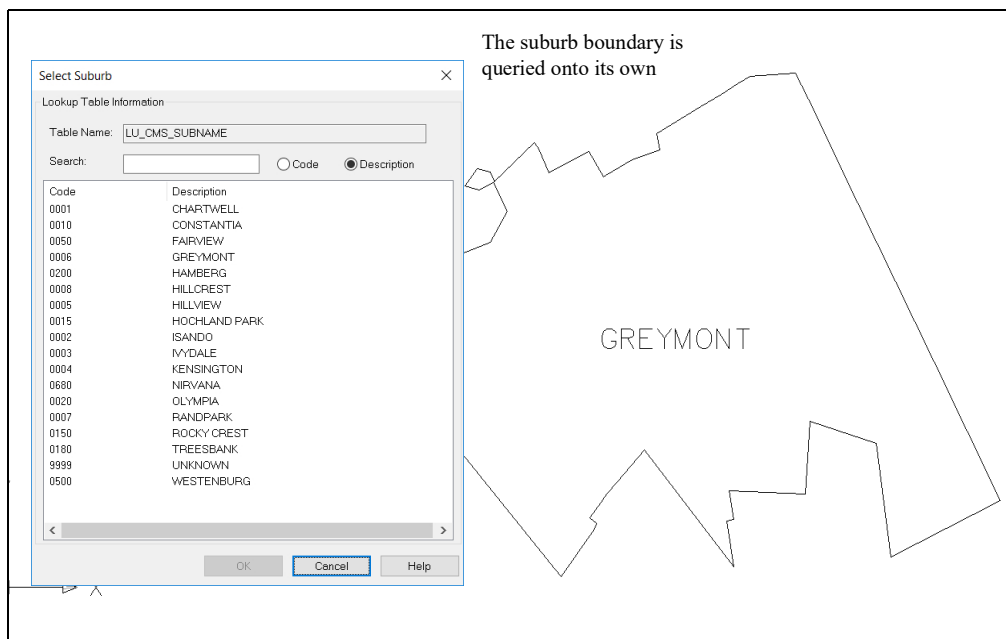 The suburb boundary is
queried onto its own
Select Suburb
Lookup Table Information
Table Name: LU_CMS_SUBNAME
Search: Code Description
Code Description
0001 CHARTWELL
0010 CONSTANTIA
0050 FAIRVIEW
0006 GREYMONT
0200 HAMBERG
0008 HILLCREST
0005 HILLVIEW
0015 HOCHLAND PARK
0002 ISANDO
0003 IVYDALE
0004 KENSINGTON
0680 NIRVANA
0020 OLYMPIA
0007 RANDPARK
0150 ROCKY CREST
0180 TREESBANK
9999 UNKNOWN
0500 WESTENBURG
OK Cancel Help
GREYMONT